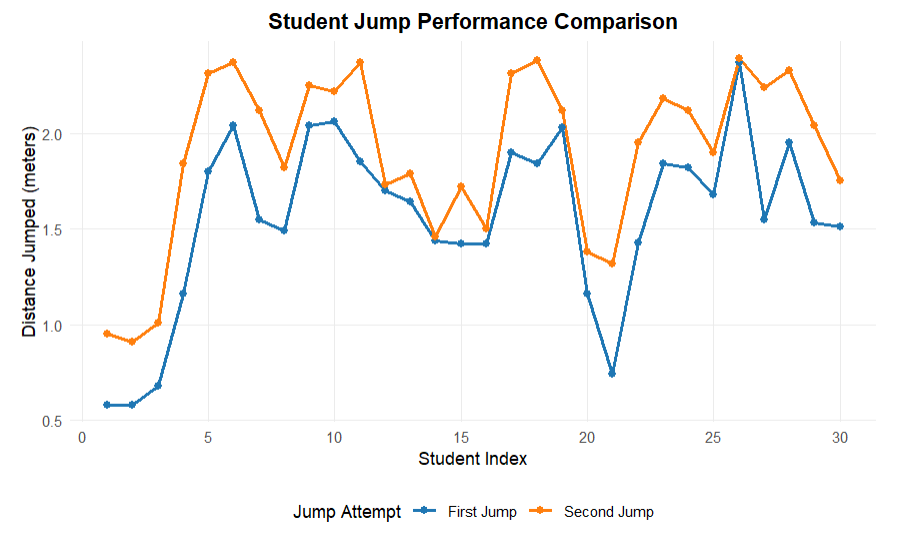 Student Jump Performance Comparison
Distance Jumped (meters)
2.0
1.5
1.0
0.5
0 5 10 15 20 25 30
Student Index
Jump Attempt First Jump Second Jump